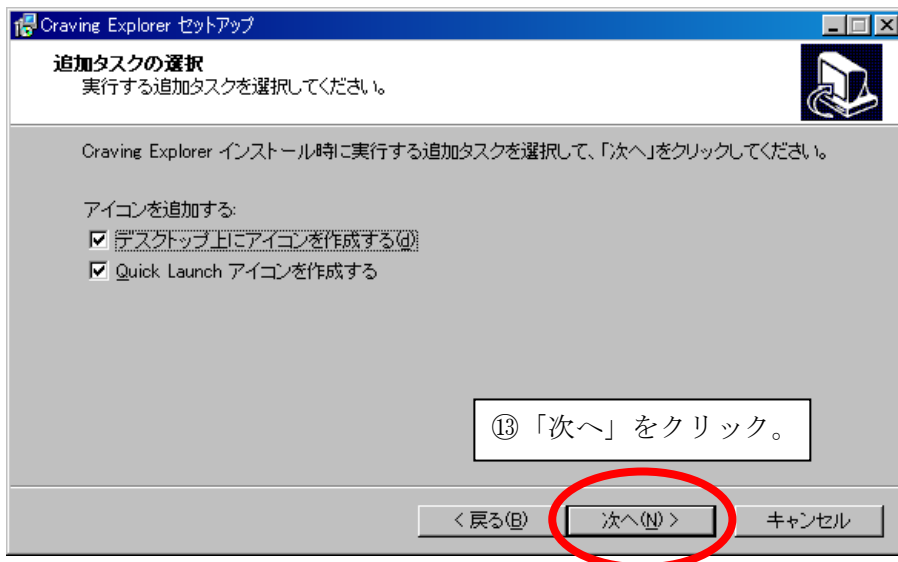 Craving Explorer セットアップ
追加タスクの選択
実行する追加タスクを選択してください。
Craving Explorer インストール時に実行する追加タスクを選択して、「次へ」をクリックしてください。
アイコンを追加する:
デスクトップ上にアイコンを作成する(d)
Quick Launch アイコンを作成する
⑬「次へ」をクリック。
< 戻る(B)
次へ(N) >
キャンセル